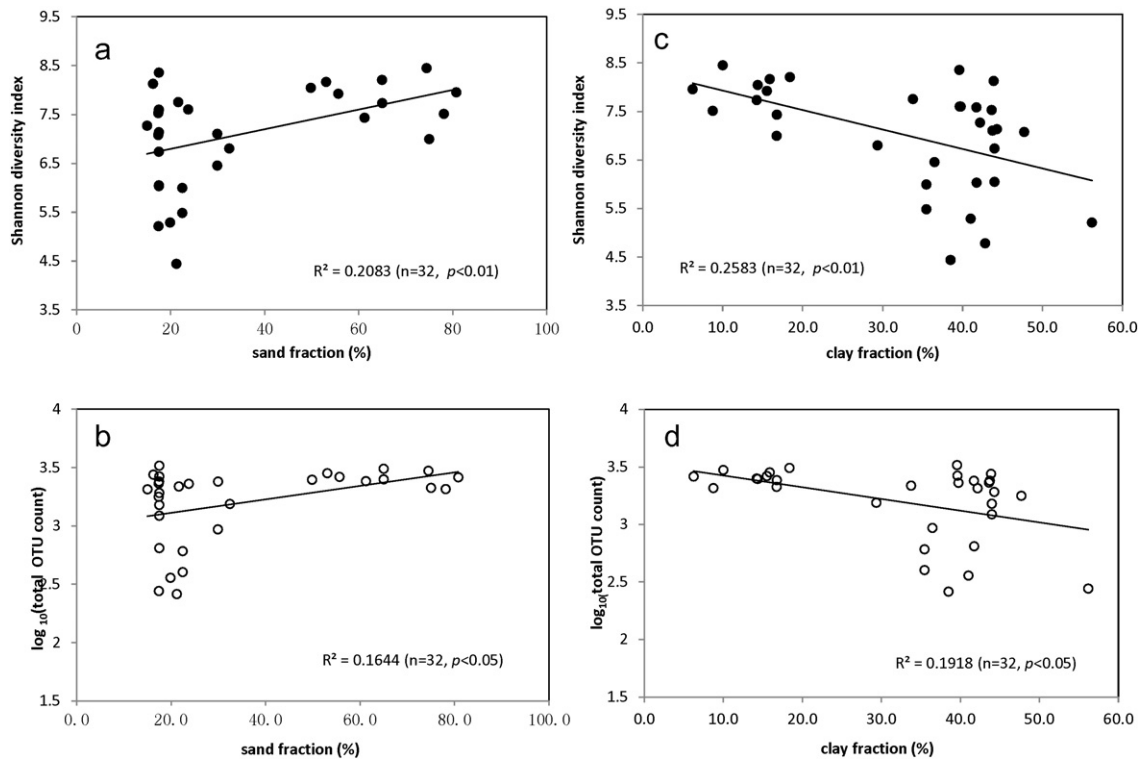 a
9.5
8.5
7.5
6.5
5.5
4.5
3.5
Shannon diversity index
R² = 0.2083 (n=32, p<0.01)
0 20 40 60 80 100
sand fraction (%)
c
9.5
8.5
7.5
6.5
5.5
4.5
3.5
Shannon diversity index
R² = 0.2583 (n=32, p<0.01)
0.0 10.0 20.0 30.0 40.0 50.0 60.0
clay fraction (%)
b
4
3.5
3
2.5
2
1.5
log 10(total OTU count)
R² = 0.1644 (n=32, p<0.05)
0. 0 20. 0 40. 0 60. 0 80. 0 100. 0
sand fraction (%)
d
4
3.5
3
2.5
2
1.5
log10(total OTU count)
R² = 0.1918 (n=32, p<0.05)
0.0 10.0 20.0 30.0 40.0 50.0 60.0
clay fraction (%)